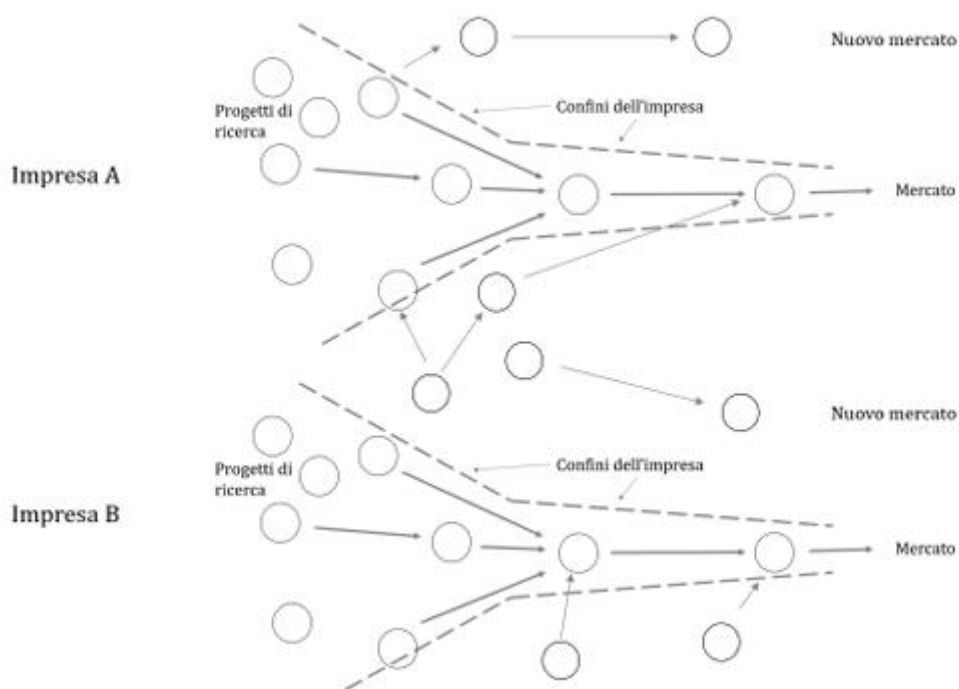 Nuovo mercato
Confini dell'impresa
Progetti di
ricerca
Impresa A
Mercato
Nuovo mercato
Confini dell'impresa
Progetti di
ricerca
Impresa B
Mercato